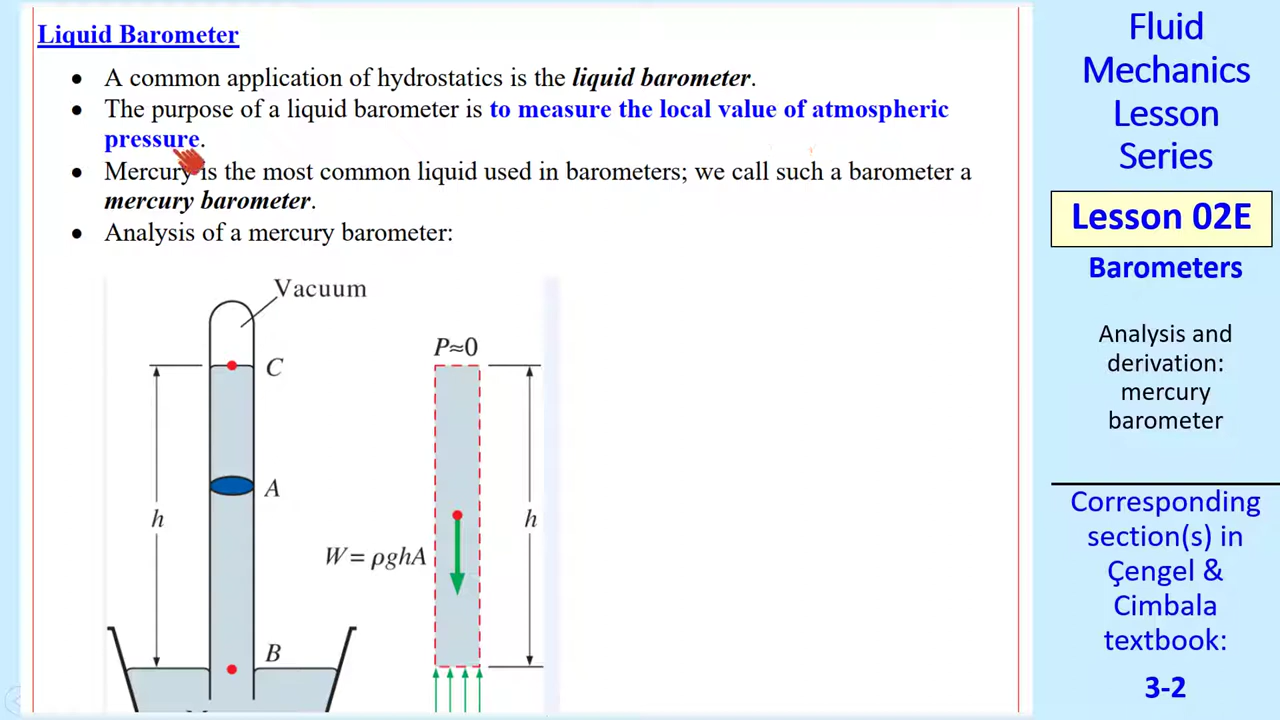 Liquid Barometer
• A common application of hydrostatics is the liquid barometer.
• The purpose of a liquid barometer is to measure the local value of atmospheric
pressure.
• Mercury is the most common liquid used in barometers; we call such a barometer a
mercury barometer.
• Analysis of a mercury barometer:
Vacuum
C
A
h
B
P≈0
h
W = ρghA
Fluid
Mechanics
Lesson
Series
Lesson 02E
Barometers
Analysis and
derivation:
mercury
barometer
Corresponding
section(s) in
Çengel &
Cimbala
textbook:
3-2